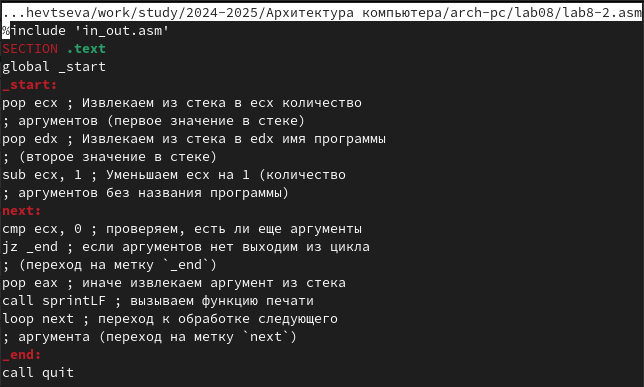 ...hevtseva/work/study/2024-2025/Архитектура компьютера/arch-pc/lab08/lab8-2.asm
%include 'in_out.asm'
SECTION .text
global _start
_start:
pop ecx ; Извлекаем из стека в ecx количество
; аргументов (первое значение в стеке)
pop edx ; Извлекаем из стека в edx имя программы
; (второе значение в стеке)
sub ecx, 1 ; Уменьшаем ecx на 1 (количество
; аргументов без названия программы)
next:
cmp ecx, 0 ; проверяем, есть ли еще аргументы
jz _end ; если аргументов нет выходим из цикла
; (переход на метку `_end`)
pop eax ; иначе извлекаем аргумент из стека
call sprintLF ; вызываем функцию печати
loop next ; переход к обработке следующего
; аргумента (переход на метку `next`)
_end:
call quit